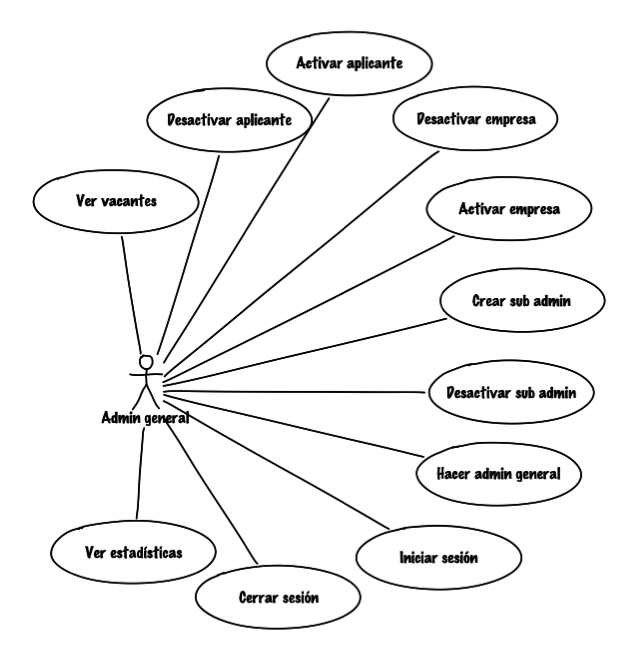 Activar aplicante
Desactivar aplicante
Desactivar empresa
Ver vacantes
Activar empresa
Crear sub admin
Desactivar sub admin
Admin general
Hacer admin general
Ver estadísticas
Iniciar sesión
Cerrar sesión